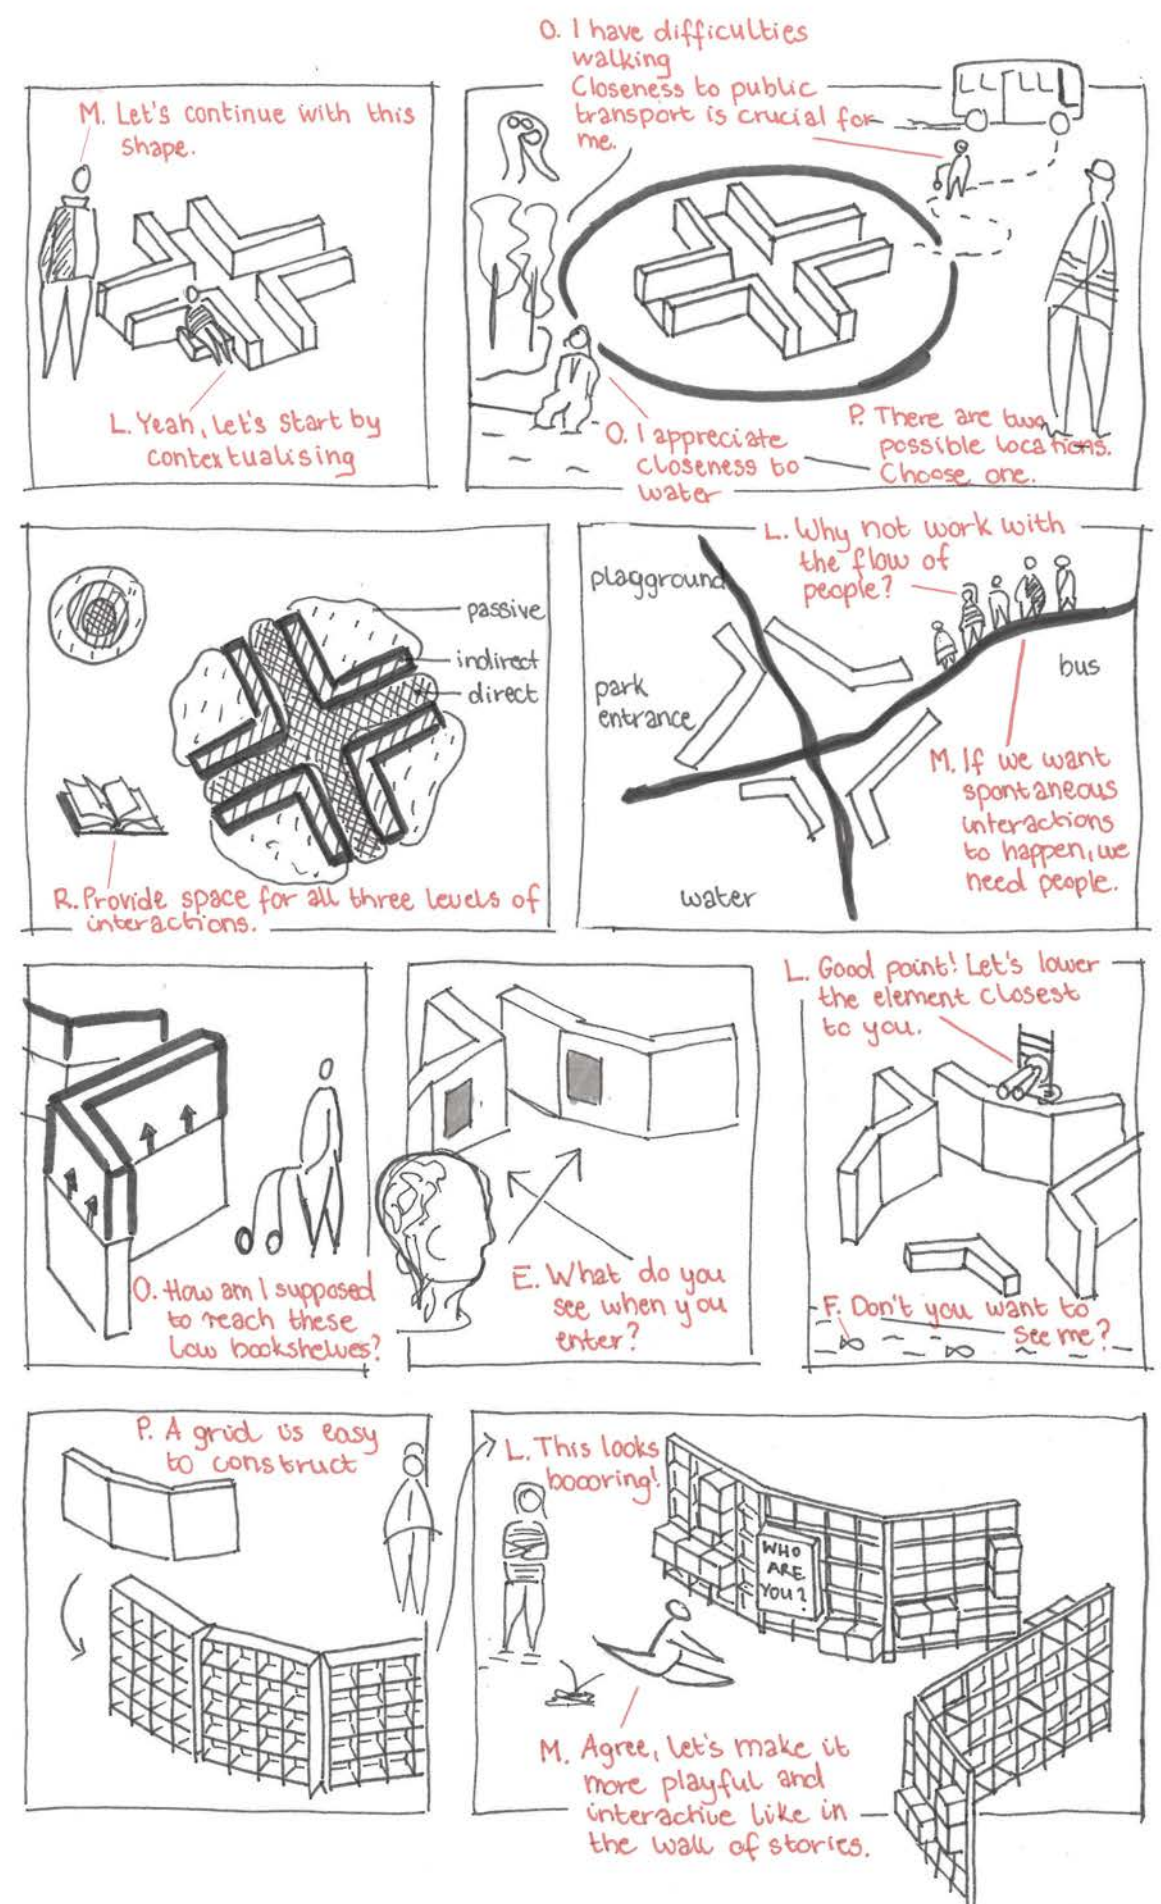 M. Let's continue with this
shape.
L. Yeah, let's start by
contextualising
O. I have difficulties
walking
Closeness to public
transport is crucial for
me.
O. I appreciate
closeness to
water
P. There are two
possible locations.
Choose one.
passive
indirect
direct
R. Provide space for all three levels of
interactions.
L. Why not work with
the flow of
people?
plagground
park
entrance
bus
water
M. If we want
spontaneous
interactions
to happen, we
need people.
O. How am I supposed
to reach these
low bookshelves?
E. What do you
see when you
enter?
L. Good point! Let's lower
the element closest
to you.
F. Don't you want to
see me?
P. A grid is easy
to construct
L. This looks
boooring!
WHO
ARE
YOU?
M. Agree, let's make it
more playful and
interactive like in
the wall of stories.